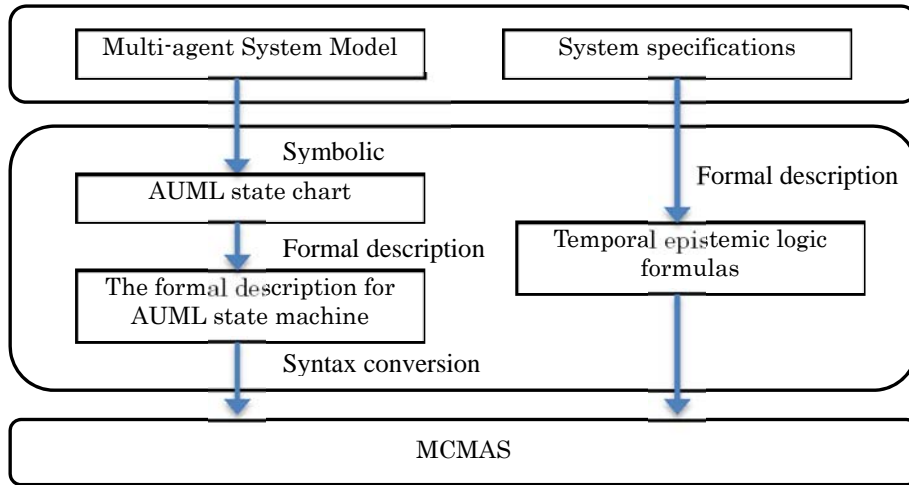 Multi-agent System Model
System specifications
Symbolic
AUML state chart
Formal description
Formal description
Temporal epistemic logic
formulas
The formal description for
AUML state machine
Syntax conversion
MCMAS